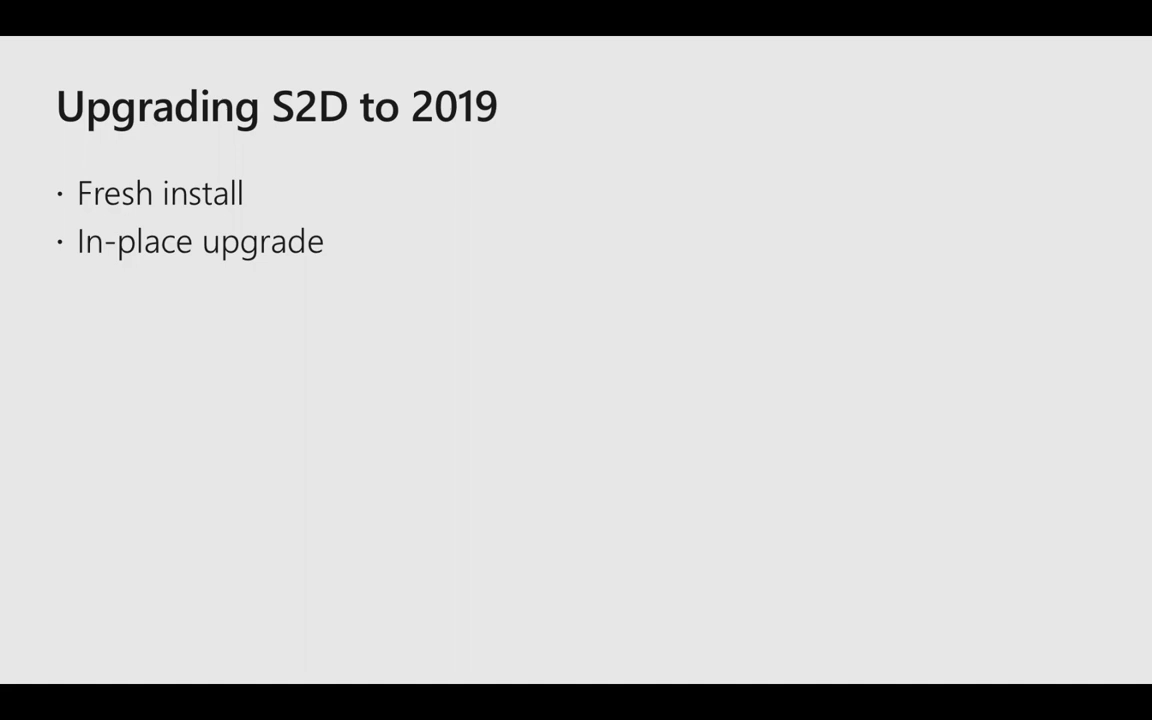 Upgrading S2D to 2019
· Fresh install
· In-place upgrade